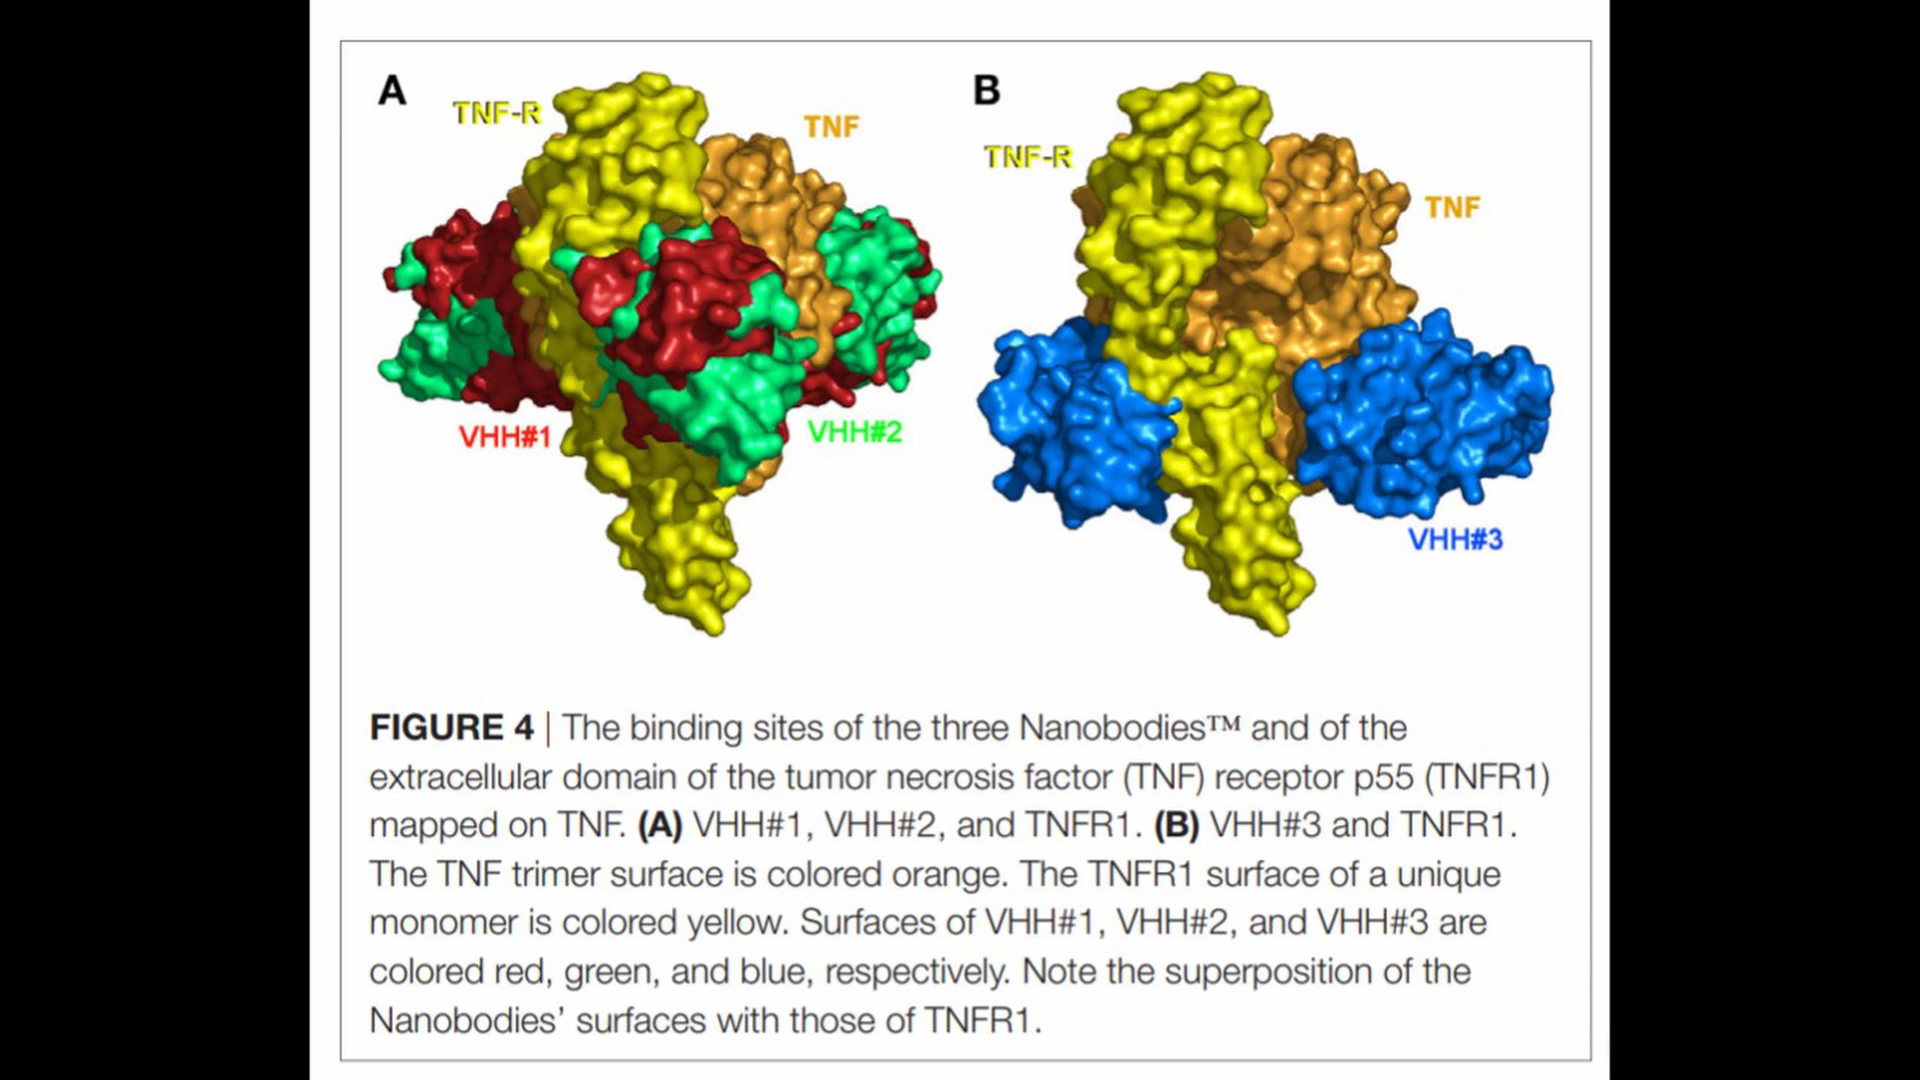 A
TNF-R
TNF
VHH#1
VHH#2
B
TNF-R
TNF
VHH#3
FIGURE 4 | The binding sites of the three Nanobodies™ and of the
extracellular domain of the tumor necrosis factor (TNF) receptor p55 (TNFR1)
mapped on TNF. (A) VHH#1, VHH#2, and TNFR1. (B) VHH#3 and TNFR1.
The TNF trimer surface is colored orange. The TNFR1 surface of a unique
monomer is colored yellow. Surfaces of VHH#1, VHH#2, and VHH#3 are
colored red, green, and blue, respectively. Note the superposition of the
Nanobodies’ surfaces with those of TNFR1.